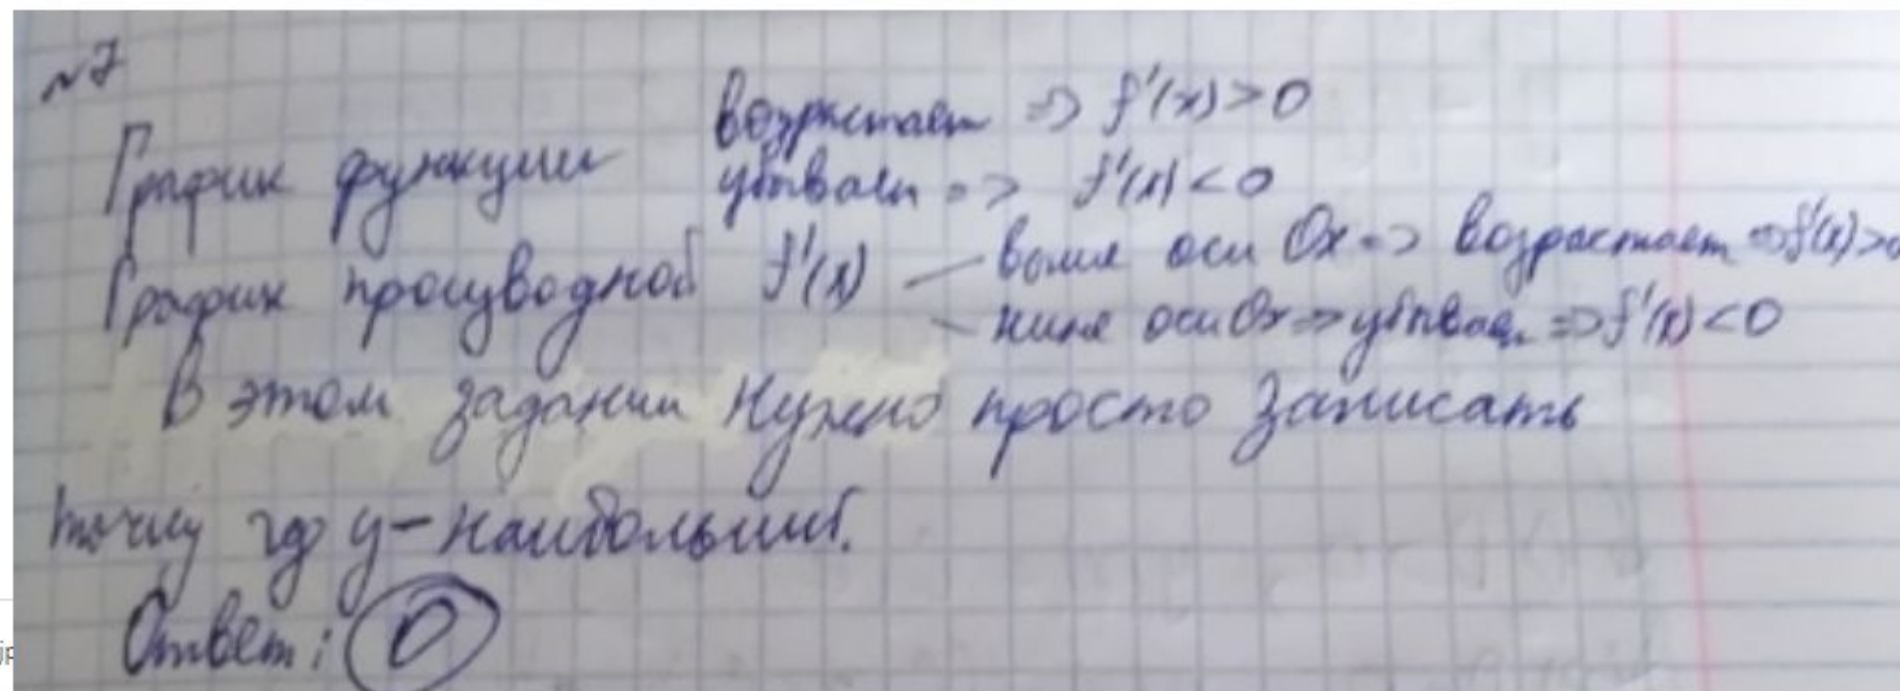 №7
возрастает => f'(x)>0
График функции
убывает => f'(x)<0
График производной f'(x) — выше оси Ox => возрастает => f'(x)>0
— ниже оси Ox => убывает => f'(x)<0
В этом задании нужно просто записать
точку где y - наибольший.
Ответ: 0